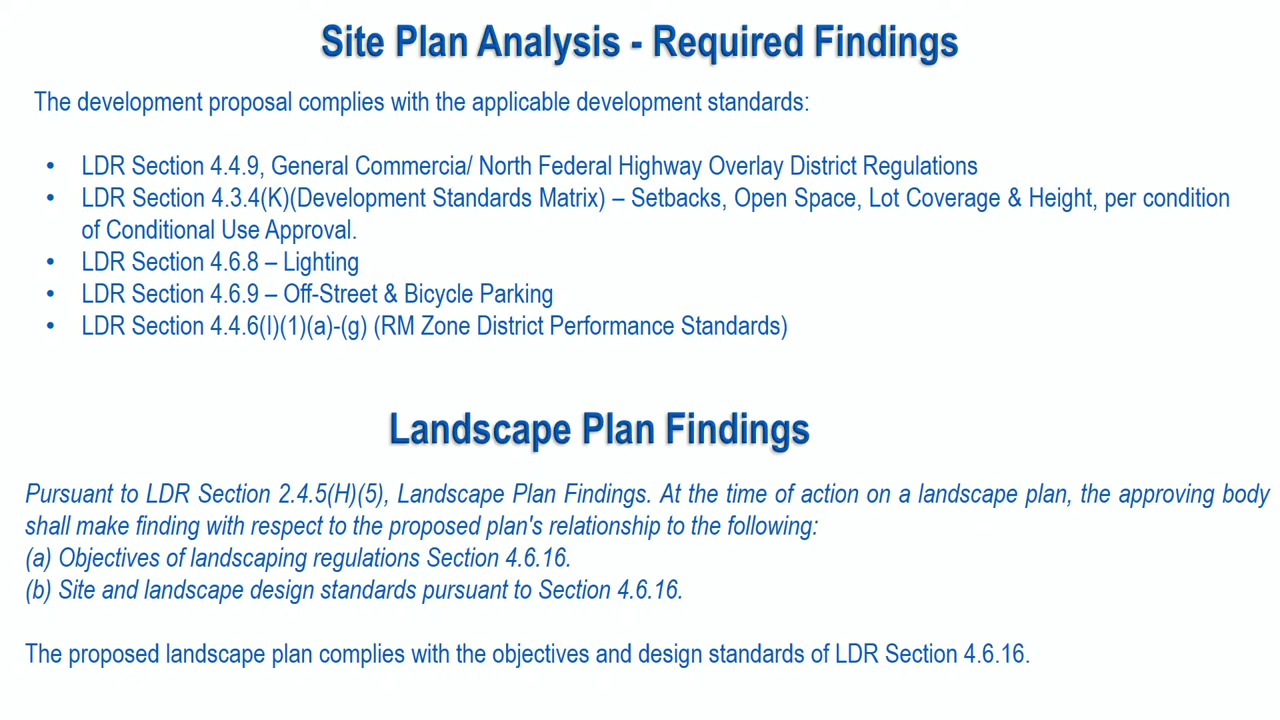 Site Plan Analysis - Required Findings
The development proposal complies with the applicable development standards:
• LDR Section 4.4.9, General Commercia/ North Federal Highway Overlay District Regulations
• LDR Section 4.3.4(K)(Development Standards Matrix) – Setbacks, Open Space, Lot Coverage & Height, per condition
of Conditional Use Approval.
• LDR Section 4.6.8 – Lighting
• LDR Section 4.6.9 – Off-Street & Bicycle Parking
• LDR Section 4.4.6(I)(1)(a)-(g) (RM Zone District Performance Standards)
Landscape Plan Findings
Pursuant to LDR Section 2.4.5(H)(5), Landscape Plan Findings. At the time of action on a landscape plan, the approving body
shall make finding with respect to the proposed plan's relationship to the following:
(a) Objectives of landscaping regulations Section 4.6.16.
(b) Site and landscape design standards pursuant to Section 4.6.16.
The proposed landscape plan complies with the objectives and design standards of LDR Section 4.6.16.